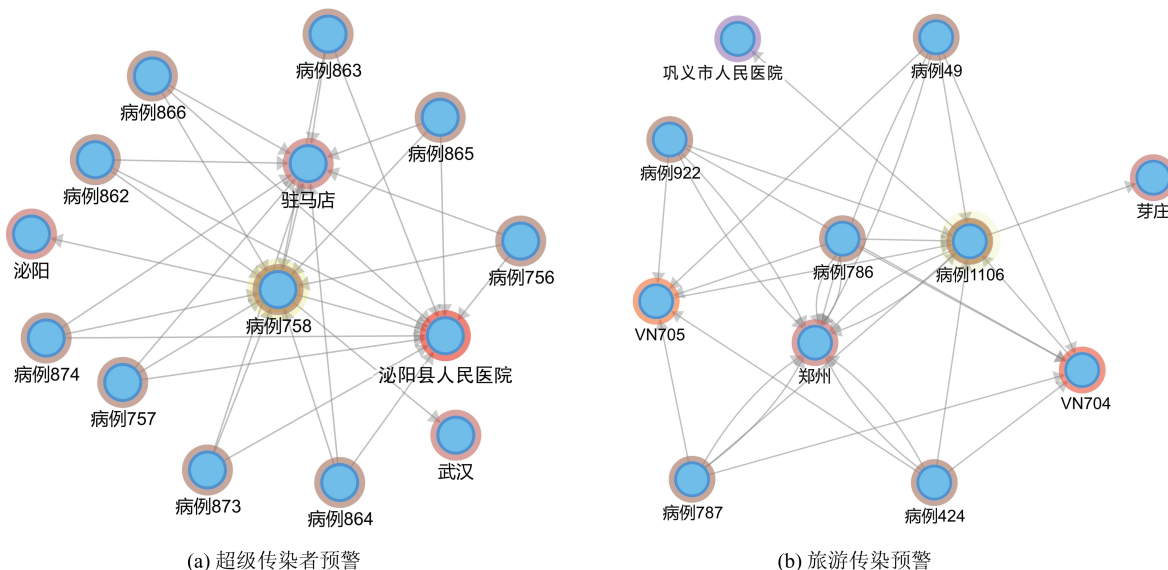 病例863
病例866
病例865
病例862
驻马店
泌阳
病例756
病例758
病例874
泌阳县人民医院
病例757
武汉
病例873
病例864
(a) 超级传染者预警
巩义市人民医院
病例49
病例922
芽庄
病例786
病例1106
VN705
郑州
VN704
病例787
病例424
(b) 旅游传染预警